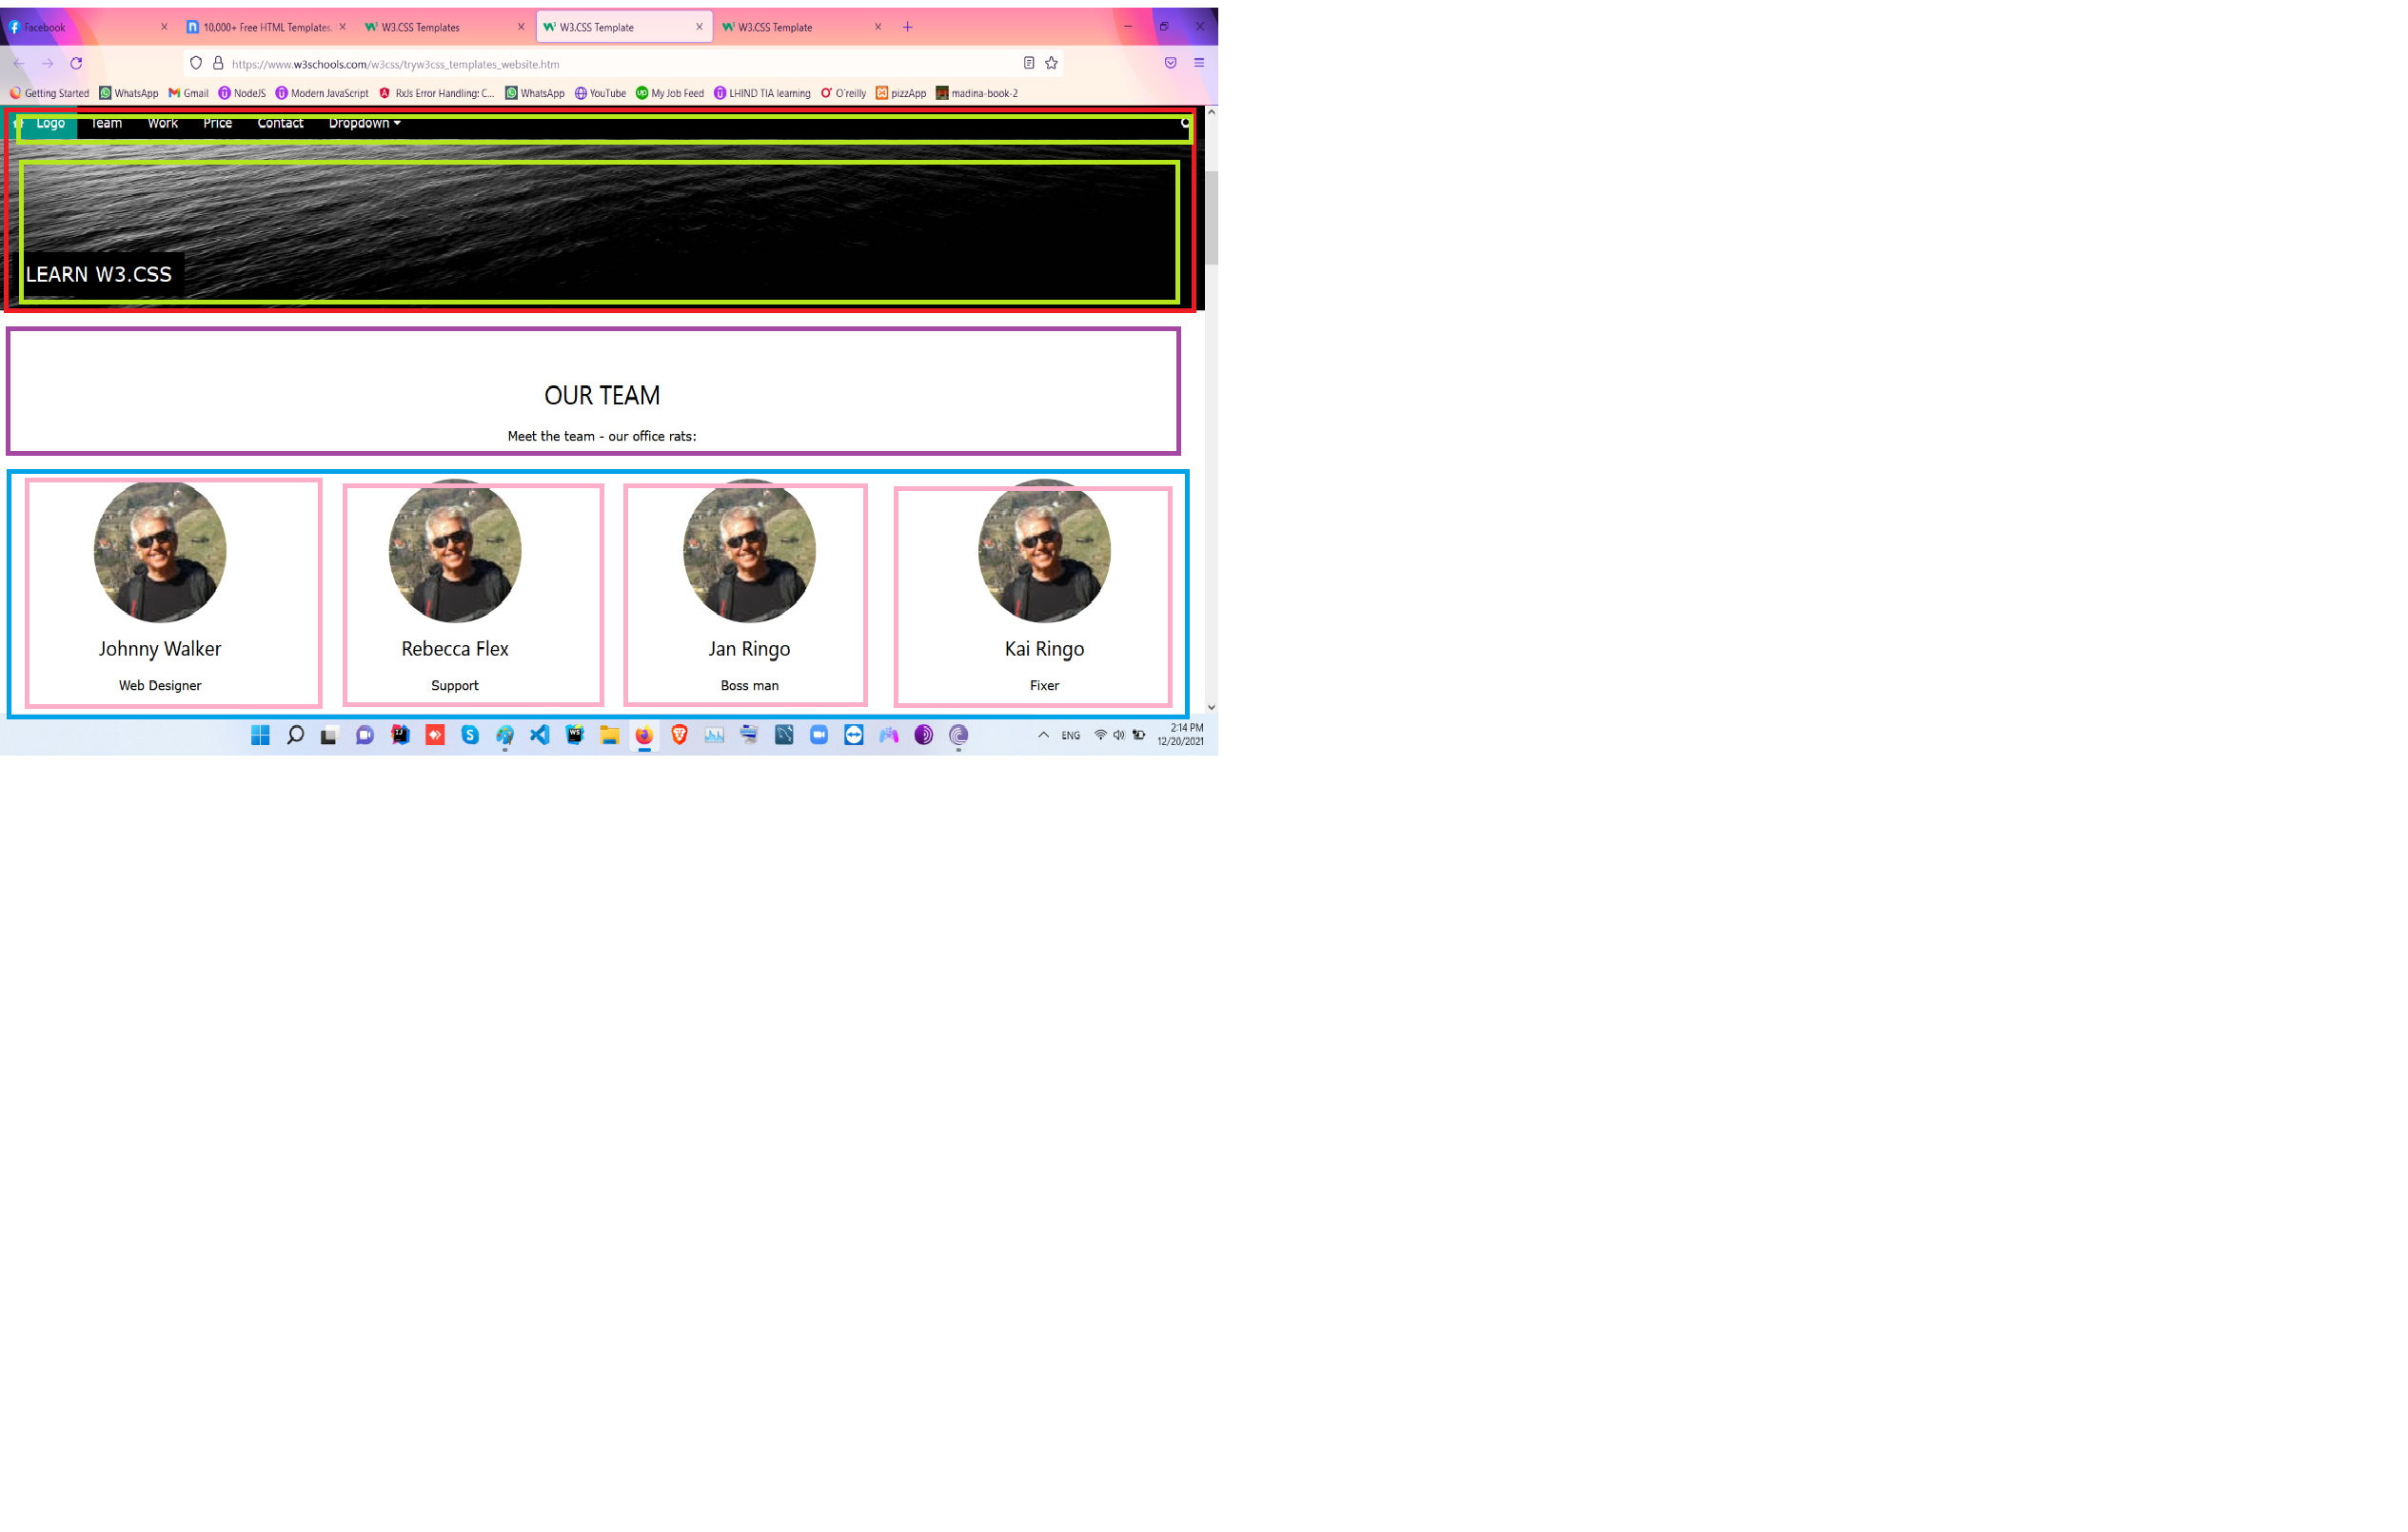 Facebook
10,000+ Free HTML Templates.
W3.CSS Templates
W3.CSS Template
W3.CSS Template
https://www.w3schools.com/w3css/tryw3css_templates_website.htm
Getting Started WhatsApp Gmail NodeJS Modern JavaScript RxJs Error Handling: C... WhatsApp YouTube My Job Feed LHIND TIA learning O'reilly pizzApp madina-book-2
Logo Team Work Price Contact Dropdown
LEARN W3.CSS
OUR TEAM
Meet the team - our office rats:
Johnny Walker Rebecca Flex Jan Ringo Kai Ringo
Web Designer Support Boss man Fixer
ENG
2:14 PM
12/20/2021